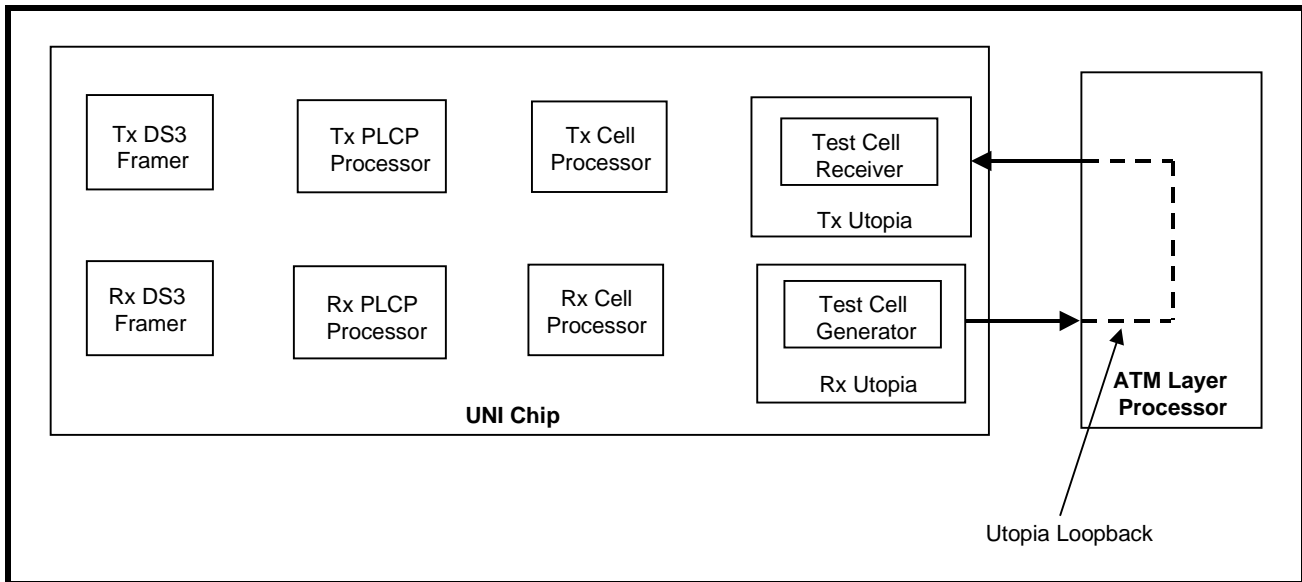 Tx DS3
Framer
Tx PLCP
Processor
Tx Cell
Processor
Test Cell
Receiver
Tx Utopia
Rx DS3
Framer
Rx PLCP
Processor
Rx Cell
Processor
Test Cell
Generator
Rx Utopia
UNI Chip
ATM Layer
Processor
Utopia Loopback